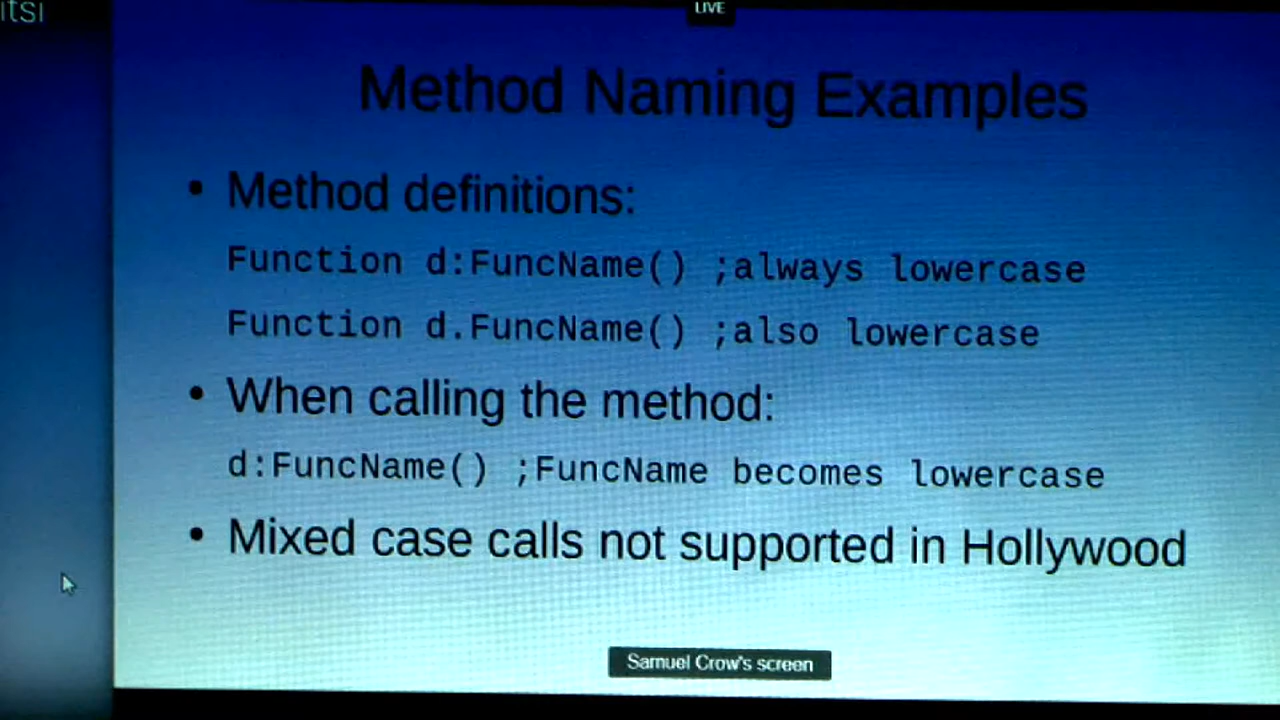 itsi
LIVE
Method Naming Examples
• Method definitions:
Function d:FuncName() ;always lowercase
Function d.FuncName() ;also lowercase
• When calling the method:
d:FuncName() ;FuncName becomes lowercase
• Mixed case calls not supported in Hollywood
Samuel Crow's screen